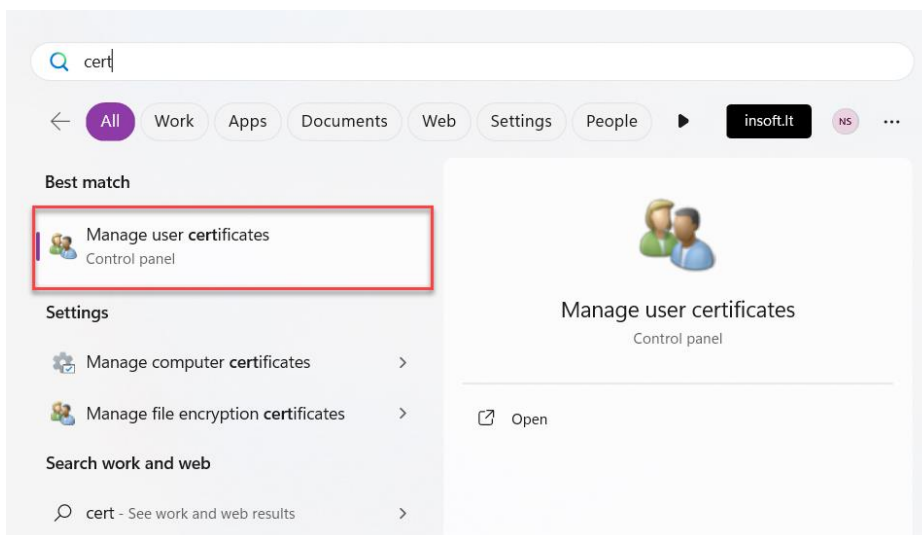 cert
All Work Apps Documents Web Settings People insoft.lt NS ...
Best match
Manage user certificates
Control panel
Manage user certificates
Control panel
Open
Settings
Manage computer certificates
Manage file encryption certificates
Search work and web
cert - See work and web results